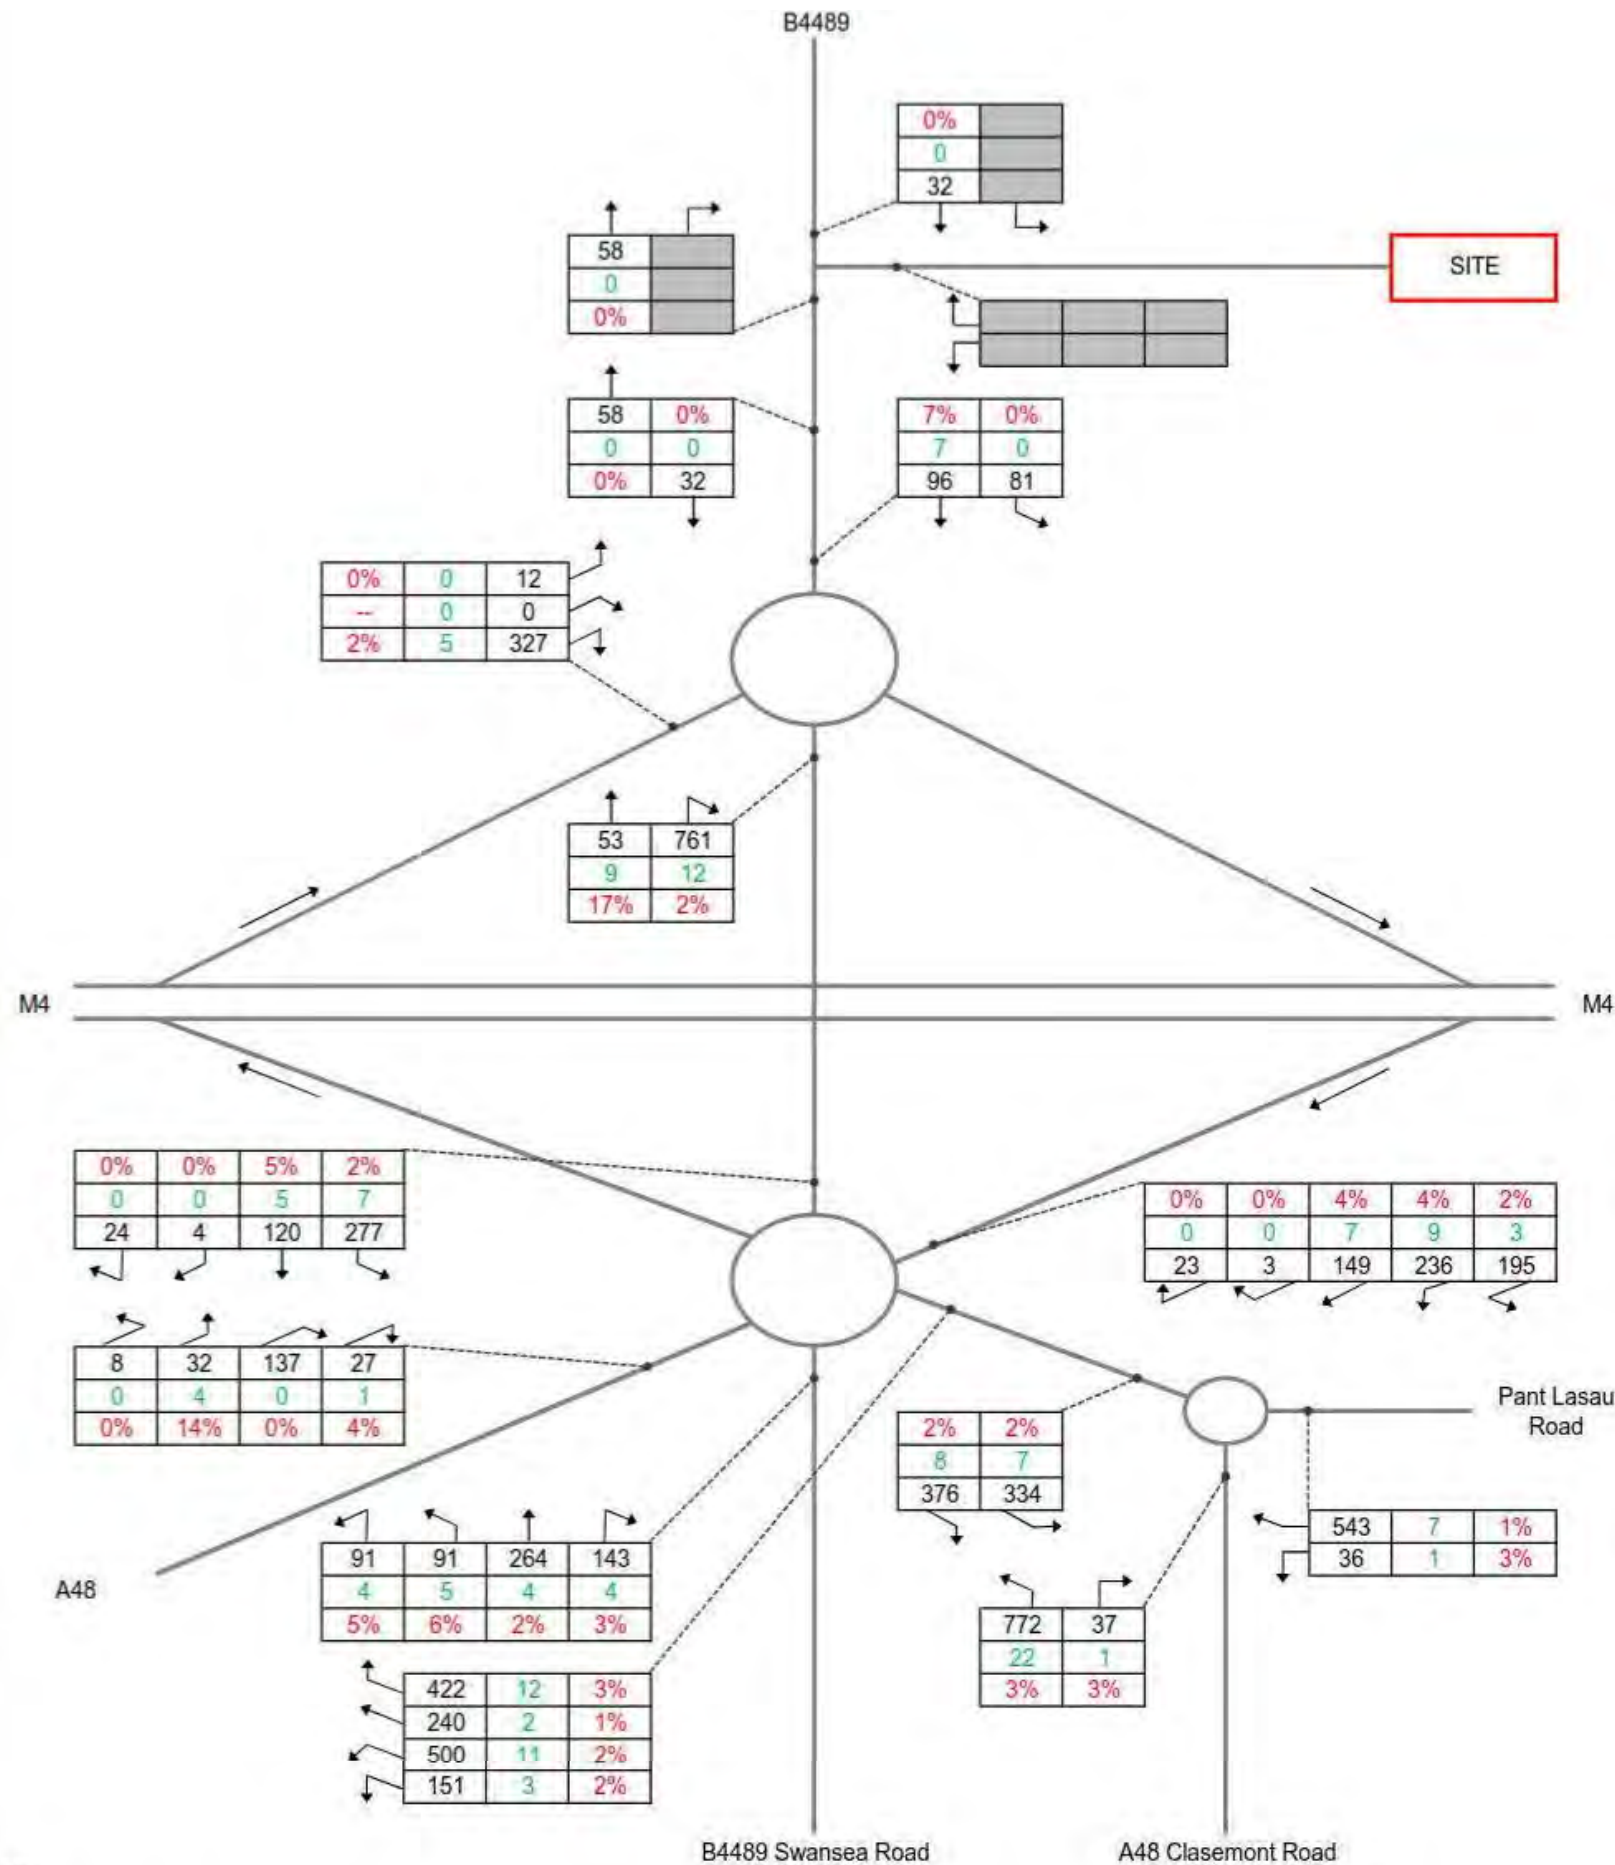 B4489
0%
0
32
58
0
0%
SITE
58 0%
0 0
0% 32
7% 0%
7 0
96 81
0% 0 12
-- 0 0
2% 5 327
53 761
9 12
17% 2%
M4
M4
0% 0% 5% 2%
0 0 5 7
24 4 120 277
0% 0% 4% 4% 2%
0 0 7 9 3
23 3 149 236 195
8 32 137 27
0 4 0 1
0% 14% 0% 4%
2% 2%
8 7
376 334
Pant Lasau
Road
543 7 1%
36 1 3%
A48
91 91 264 143
4 5 4 4
5% 6% 2% 3%
772 37
22 1
3% 3%
422 12 3%
240 2 1%
500 11 2%
151 3 2%
B4489 Swansea Road
A48 Clasemont Road